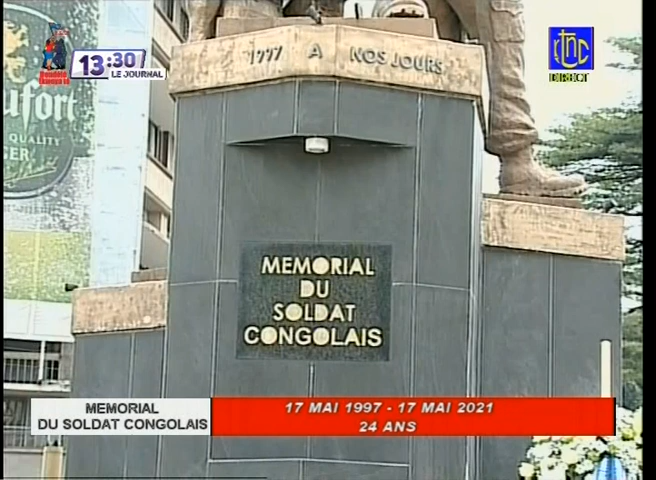 13:30
LE JOURNAL
rtnc
DIRECT
1997 A NOS JOURS
MEMORIAL
DU
SOLDAT
CONGOLAIS
MEMORIAL
DU SOLDAT CONGOLAIS
17 MAI 1997 - 17 MAI 2021
24 ANS